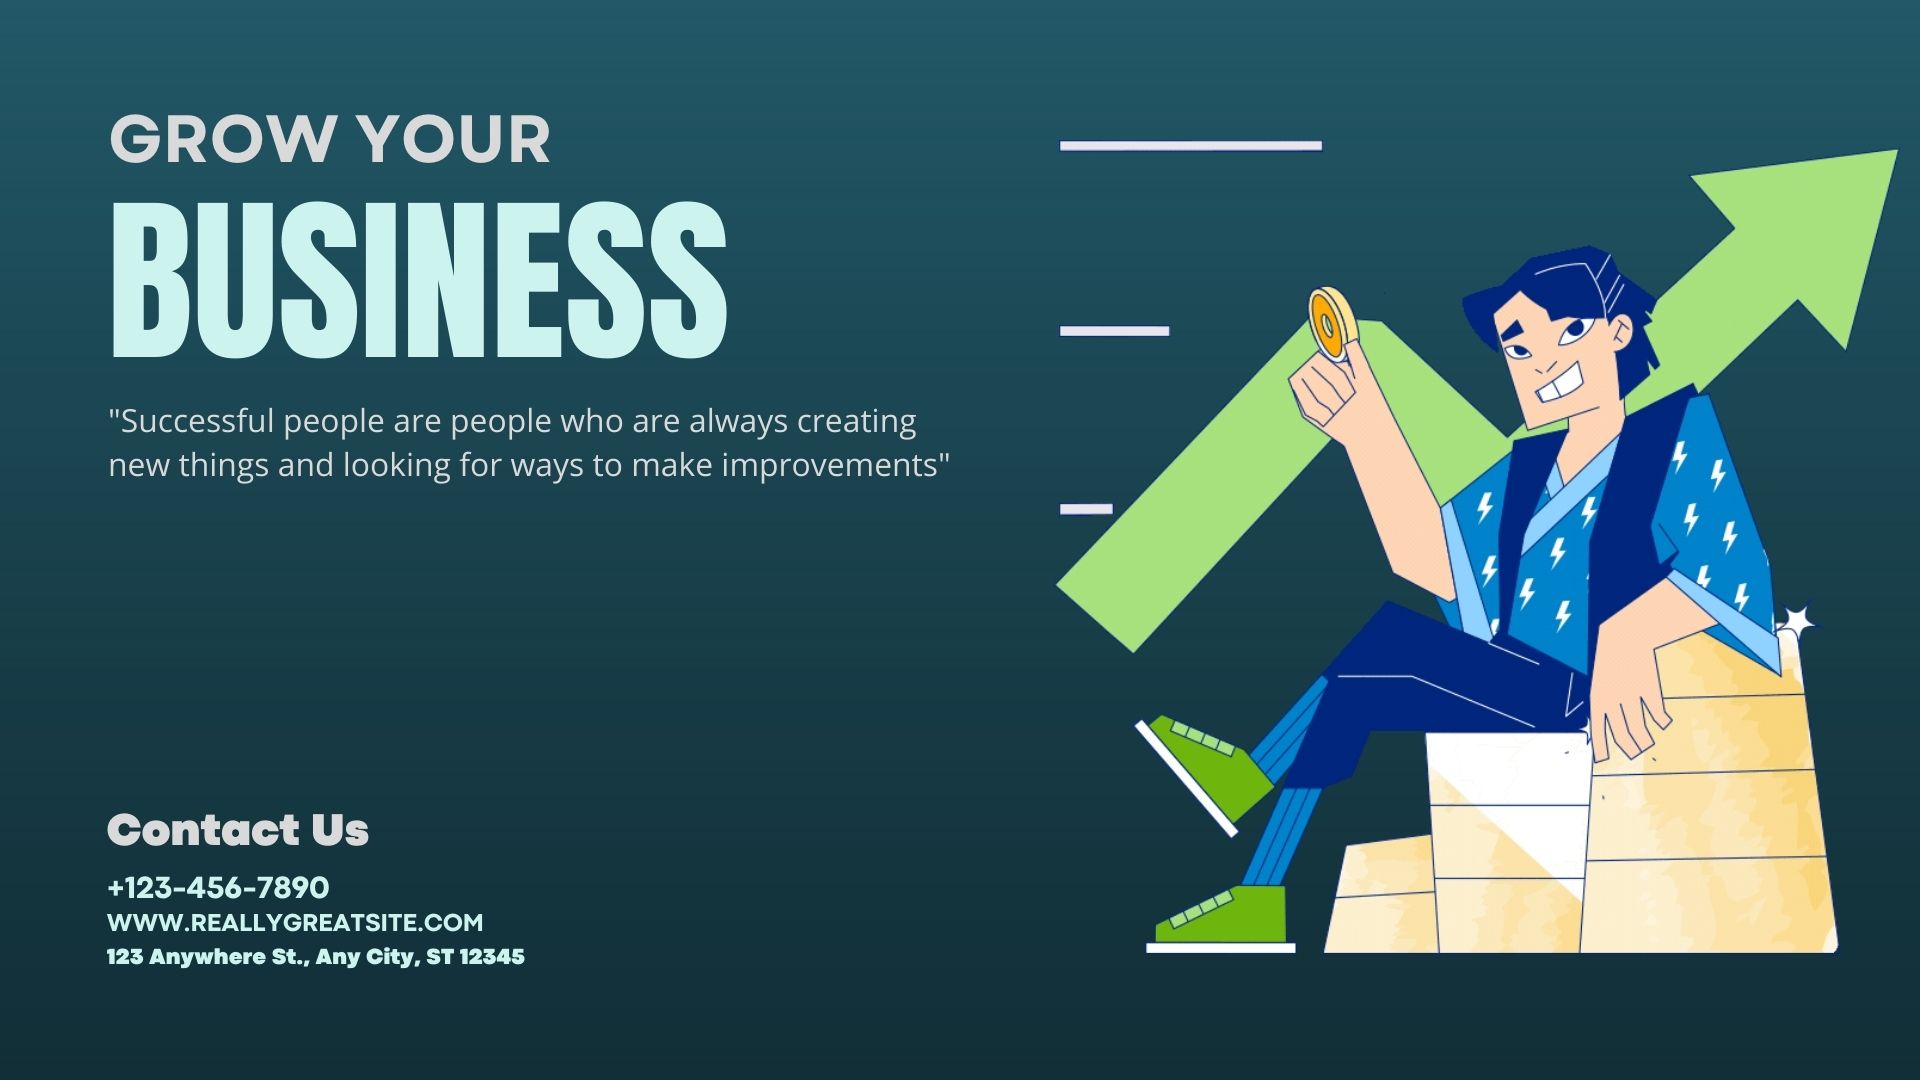 GROW YOUR
BUSINESS
"Successful people are people who are always creating
new things and looking for ways to make improvements"
Contact Us
+123-456-7890
WWW.REALLYGREATSITE.COM
123 Anywhere St., Any City, ST 12345